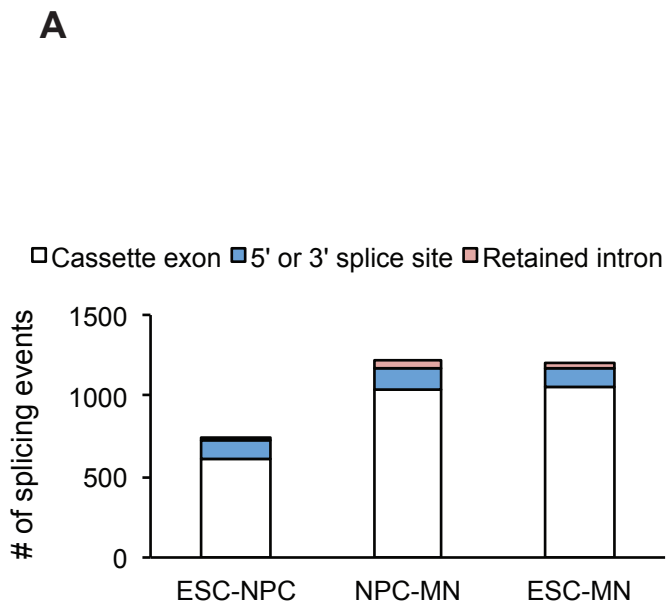 A
Cassette exon 5' or 3' splice site Retained intron
# of splicing events
1500
1000
500
0
ESC-NPC NPC-MN ESC-MN